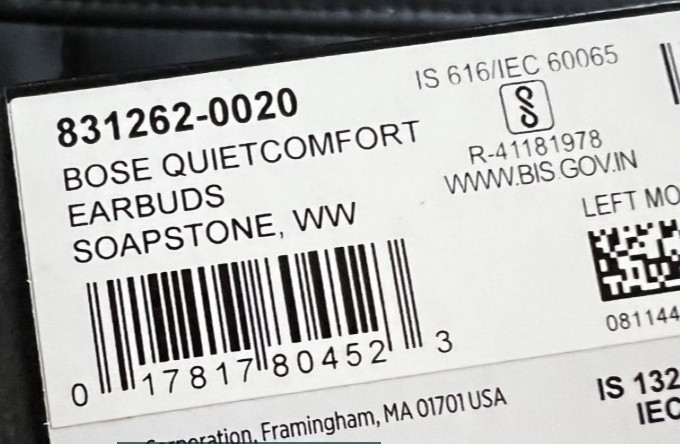 831262-0020
BOSE QUIETCOMFORT
EARBUDS
SOAPSTONE, WW
0 17817 80452 3
IS 616/IEC 60065
R-41181978
WWW.BIS.GOV.IN
LEFT MO
081144
IS 132
IEC
Corporation, Framingham, MA 01701 USA